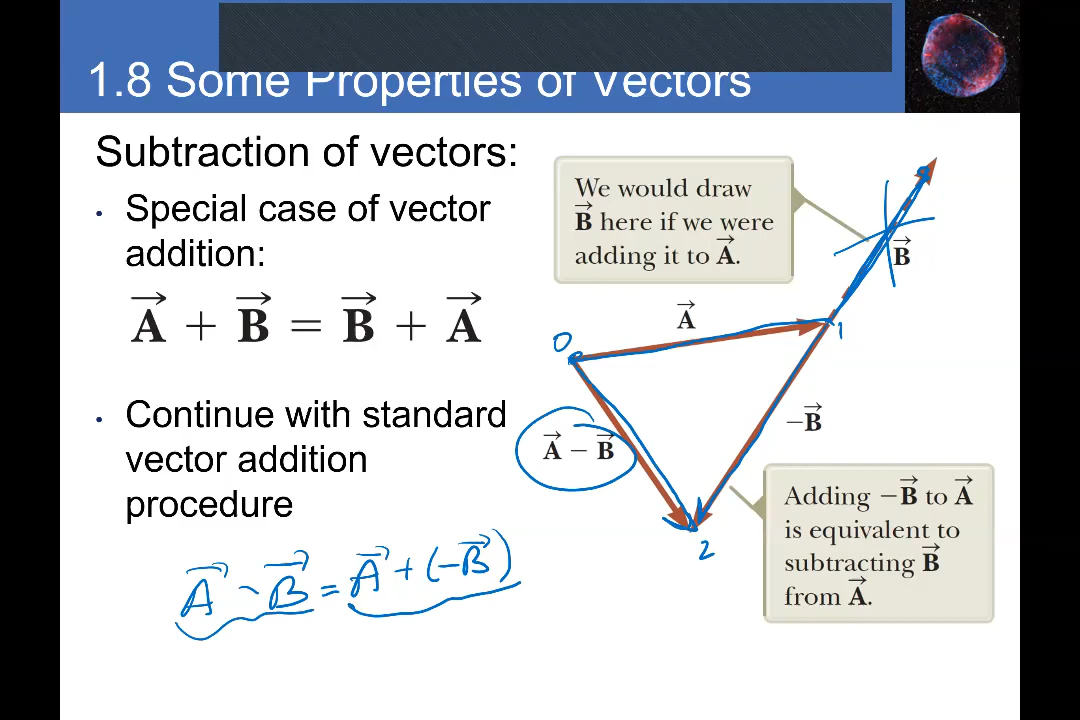 1.8 Some Properties of Vectors
Subtraction of vectors:
• Special case of vector
addition:
A⃗ + B⃗ = B⃗ + A⃗
• Continue with standard
vector addition
procedure
A⃗ - B⃗ = A⃗ + (-B⃗)
We would draw
B⃗ here if we were
adding it to A⃗.
B⃗
A⃗
0
1
−B⃗
A⃗ − B⃗
2
Adding −B⃗ to A⃗
is equivalent to
subtracting B⃗
from A⃗.